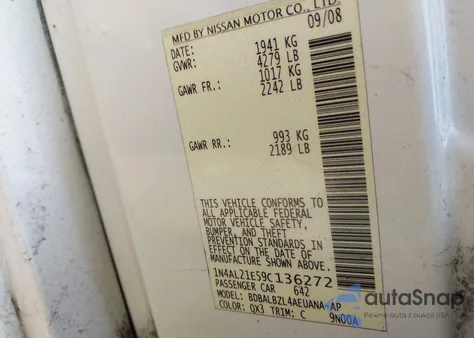 MFD BY NISSAN MOTOR CO., LTD.
DATE: 09/08
GVWR: 1941 KG
4279 LB
GAWR FR.: 1017 KG
2242 LB
GAWR RR.: 993 KG
2189 LB
THIS VEHICLE CONFORMS TO
ALL APPLICABLE FEDERAL
MOTOR VEHICLE SAFETY,
BUMPER, AND THEFT
PREVENTION STANDARDS
IN EFFECT ON THE DATE
OF MANUFACTURE SHOWN ABOVE.
1N4AL21E59C136272
PASSENGER CAR 642
MODEL: BDBALBZL4AEUANA-AP
COLOR: QX3 TRIM: C 9N00A
autoSnap
Auto z aukcji USA